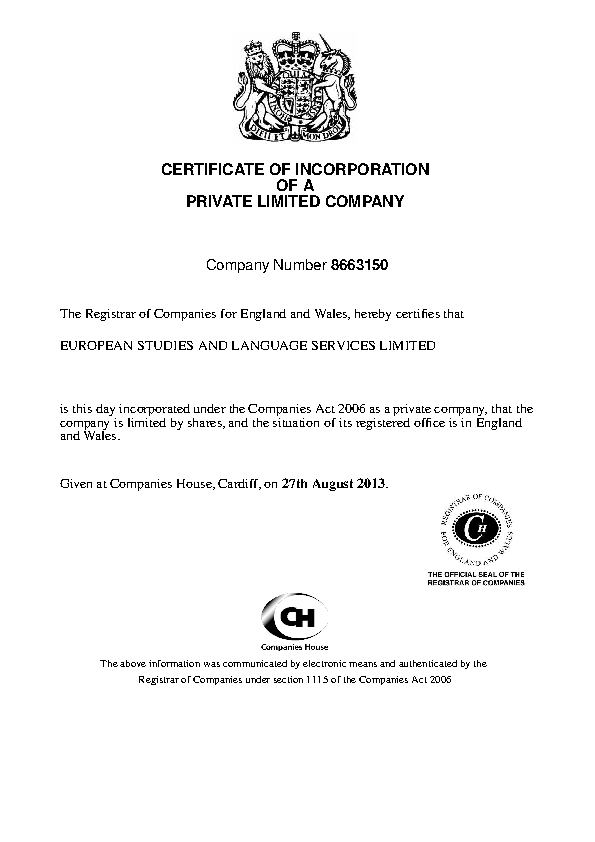 DIEU ET MON DROIT
CERTIFICATE OF INCORPORATION
OF A
PRIVATE LIMITED COMPANY
Company Number 8663150
The Registrar of Companies for England and Wales, hereby certifies that
EUROPEAN STUDIES AND LANGUAGE SERVICES LIMITED
is this day incorporated under the Companies Act 2006 as a private company, that the
company is limited by shares, and the situation of its registered office is in England
and Wales.
Given at Companies House, Cardiff, on 27th August 2013.
REGISTRAR OF COMPANIES
FOR ENGLAND AND WALES
CH
THE OFFICIAL SEAL OF THE
REGISTRAR OF COMPANIES
CH
Companies House
The above information was communicated by electronic means and authenticated by the
Registrar of Companies under section 1115 of the Companies Act 2006